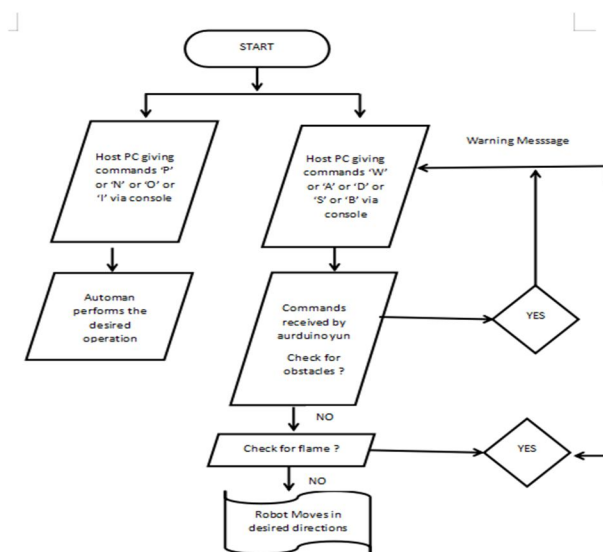 START
Host PC giving
commands ‘P’
or ‘N’ or ‘O’ or
‘I’ via console
Host PC giving
commands ‘W’
or ‘A’ or ‘D’ or
‘S’ or ‘B’ via
console
Warning Messsage
Automan
performs the
desired
operation
Commands
received by
aurduino yun
Check for
obstacles ?
YES
NO
Check for flame ?
YES
NO
Robot Moves in
desired directions